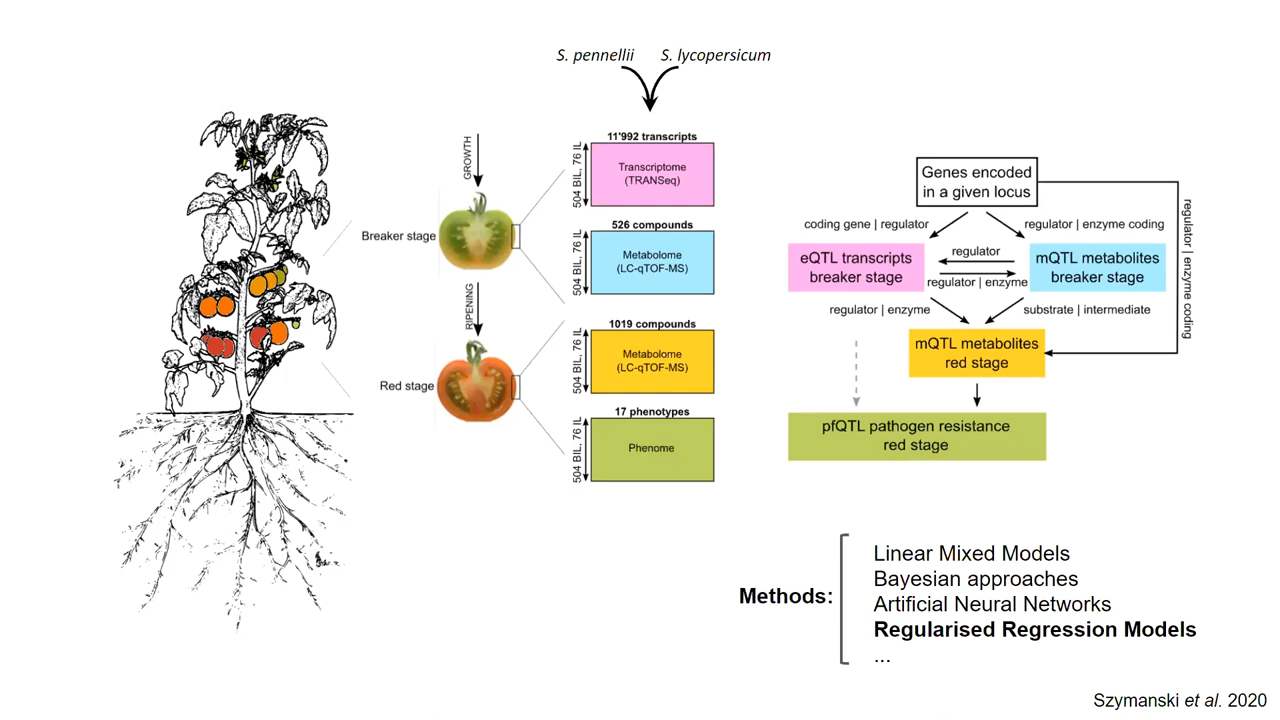 S. pennellii
S. lycopersicum
GROWTH
Breaker stage
RIPENING
Red stage
11'992 transcripts
504 BIL, 76 IL
Transcriptome
(TRANSeq)
526 compounds
504 BIL, 76 IL
Metabolome
(LC-qTOF-MS)
1019 compounds
504 BIL, 76 IL
Metabolome
(LC-qTOF-MS)
17 phenotypes
504 BIL, 76 IL
Phenome
Genes encoded
in a given locus
coding gene | regulator
regulator | enzyme coding
regulator | enzyme coding
eQTL transcripts
breaker stage
regulator
regulator | enzyme
mQTL metabolites
breaker stage
regulator | enzyme
substrate | intermediate
mQTL metabolites
red stage
pfQTL pathogen resistance
red stage
Methods:
Linear Mixed Models
Bayesian approaches
Artificial Neural Networks
Regularised Regression Models
...
Szymanski et al. 2020